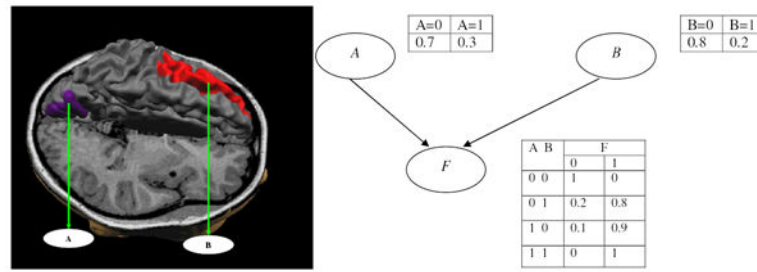 A=0 A=1
0.7 0.3
B=0 B=1
0.8 0.2
A
B
F
A B F
0 1
0 0 1 0
0 1 0.2 0.8
1 0 0.1 0.9
1 1 0 1
A
B